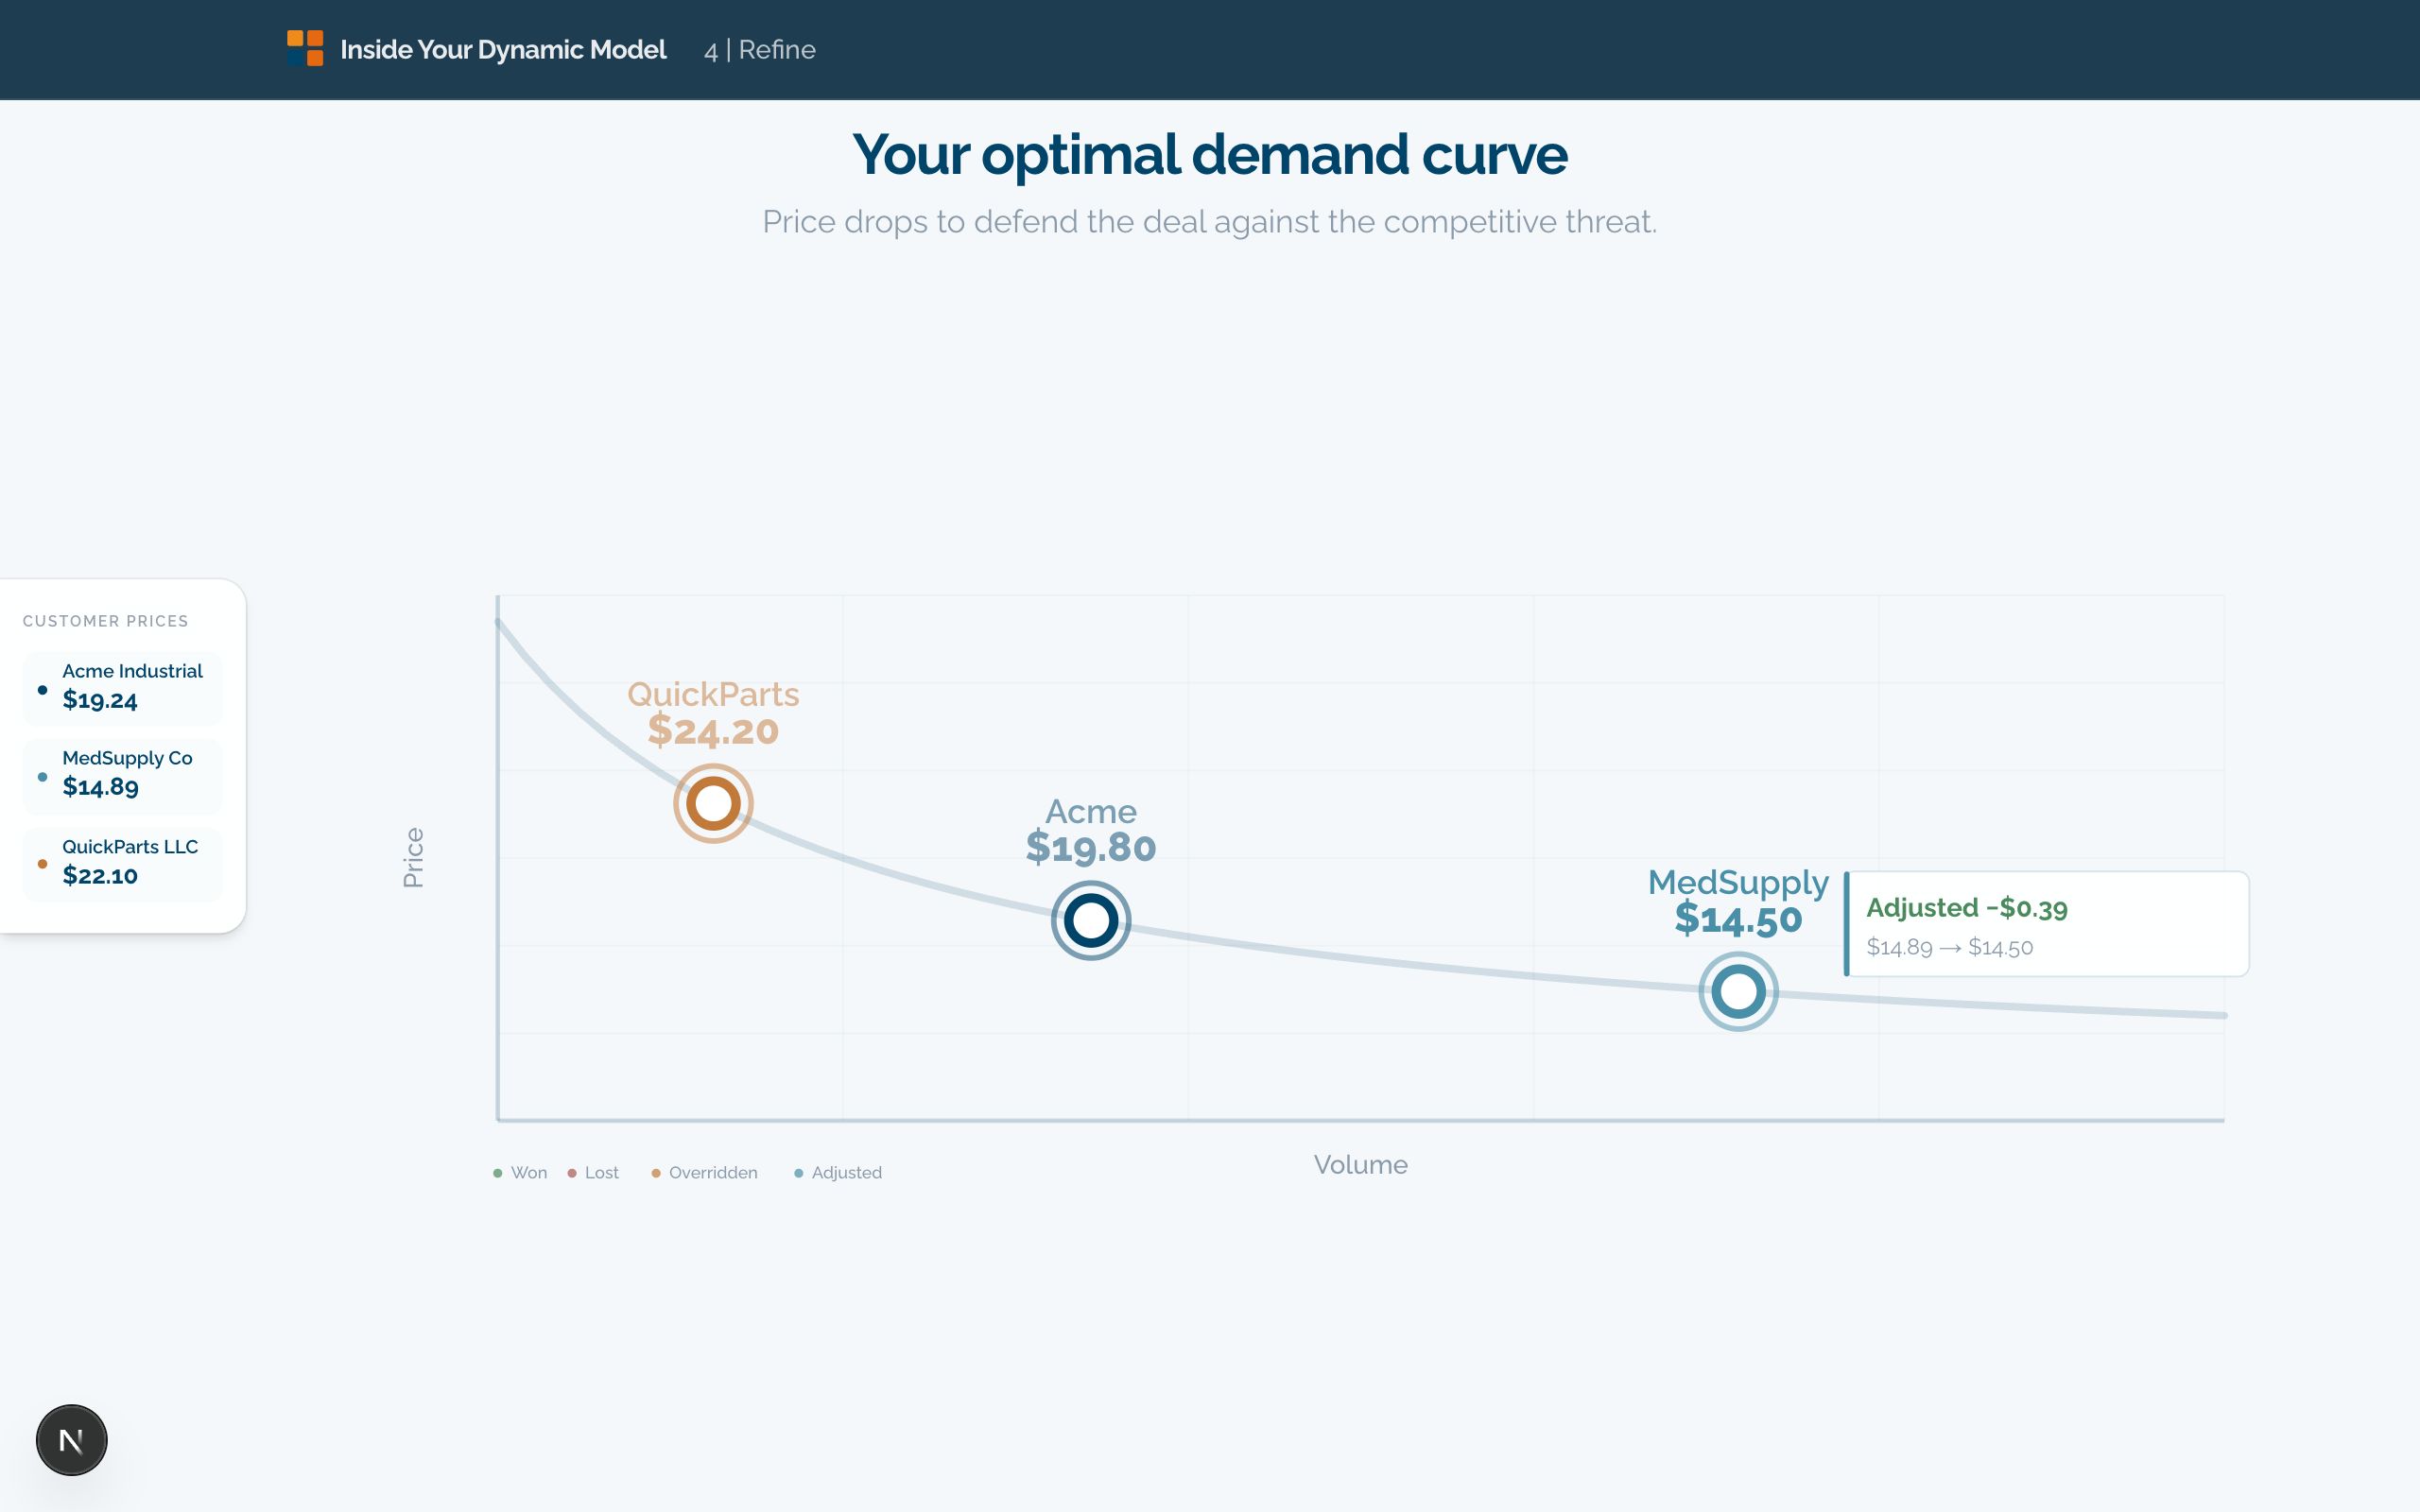 Inside Your Dynamic Model
4 | Refine
Your optimal demand curve
Price drops to defend the deal against the competitive threat.
CUSTOMER PRICES
Acme Industrial
$19.24
MedSupply Co
$14.89
QuickParts LLC
$22.10
Price
QuickParts
$24.20
Acme
$19.80
MedSupply
$14.50
Adjusted −$0.39
$14.89 → $14.50
Volume
Won
Lost
Overridden
Adjusted
N